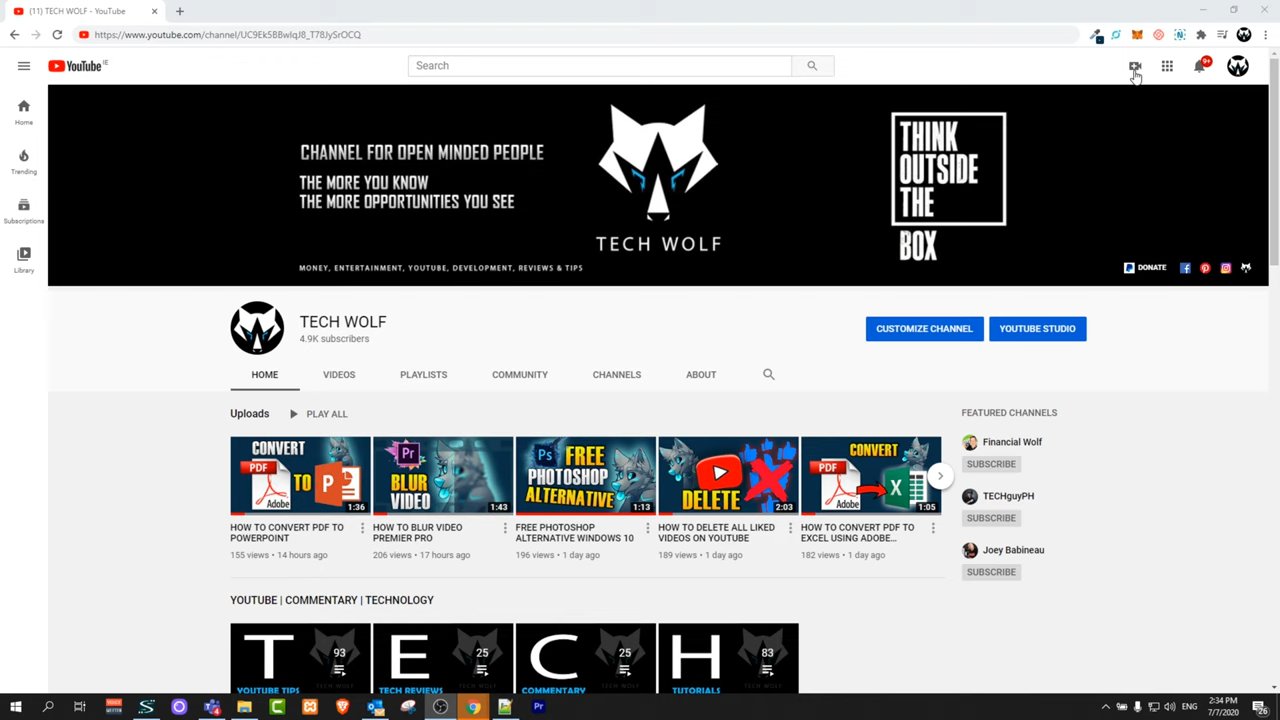 (11) TECH WOLF - YouTube
https://www.youtube.com/channel/UC9Ek5BBwIqJ8_T78JySrOCQ
YouTube IE
Search
9+
Home
Trending
Subscriptions
Library
CHANNEL FOR OPEN MINDED PEOPLE
THE MORE YOU KNOW
THE MORE OPPORTUNITIES YOU SEE
MONEY, ENTERTAINMENT, YOUTUBE, DEVELOPMENT, REVIEWS & TIPS
TECH WOLF
THINK
OUTSIDE
THE
BOX
DONATE
TECH WOLF
4.9K subscribers
CUSTOMIZE CHANNEL
YOUTUBE STUDIO
HOME VIDEOS PLAYLISTS COMMUNITY CHANNELS ABOUT
Uploads PLAY ALL
CONVERT
PDF
TO
P
Adobe
1:36
HOW TO CONVERT PDF TO
POWERPOINT
155 views • 14 hours ago
Pr
BLUR
VIDEO
1:43
HOW TO BLUR VIDEO
PREMIER PRO
206 views • 17 hours ago
Ps
FREE
PHOTOSHOP
ALTERNATIVE
1:13
FREE PHOTOSHOP
ALTERNATIVE WINDOWS 10
196 views • 1 day ago
DELETE
2:03
HOW TO DELETE ALL LIKED
VIDEOS ON YOUTUBE
189 views • 1 day ago
CONVERT
PDF
X
Adobe
1:05
HOW TO CONVERT PDF TO
EXCEL USING ADOBE...
182 views • 1 day ago
FEATURED CHANNELS
Financial Wolf
SUBSCRIBE
TECHguyPH
SUBSCRIBE
Joey Babineau
SUBSCRIBE
YOUTUBE | COMMENTARY | TECHNOLOGY
T
93
YOUTUBE TIPS
E
25
TECH REVIEWS
C
25
COMMENTARY
H
83
TUTORIALS
ENG
2:34 PM
7/7/2020
26